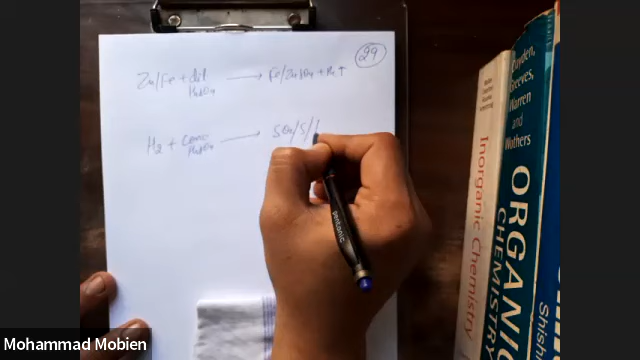 29
Zn/Fe + dil H₂SO₄ → Fe/ZnSO₄ + H₂ ↑
H₂ + Conc H₂SO₄ → SO₂/S/
pentonic
Inorganic Chemistry
Clayden,
Greeves,
Warren
and
Wothers
ORGANIC
CHEMISTRY
Mohammad Mobien